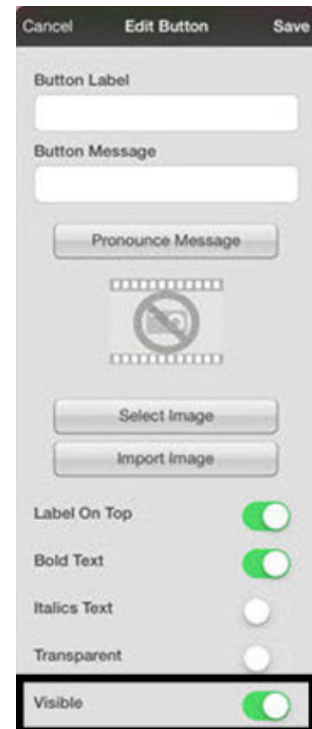 Cancel Edit Button Save
Button Label
Button Message
Pronounce Message
Select Image
Import Image
Label On Top
Bold Text
Italics Text
Transparent
Visible